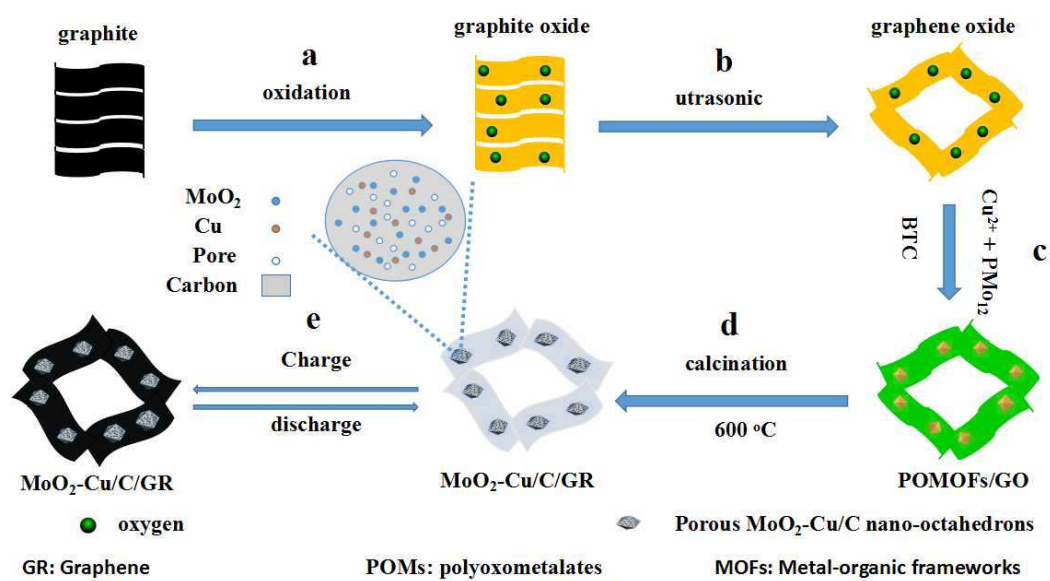 graphite
graphite oxide
graphene oxide
a
oxidation
b
utrasonic
MoO₂
Cu
Pore
Carbon
BTC
Cu²⁺ + PMo₁₂
c
e
Charge
discharge
d
calcination
600 °C
MoO₂-Cu/C/GR
MoO₂-Cu/C/GR
POMOFs/GO
oxygen
Porous MoO₂-Cu/C nano-octahedrons
GR: Graphene
POMs: polyoxometalates
MOFs: Metal-organic frameworks